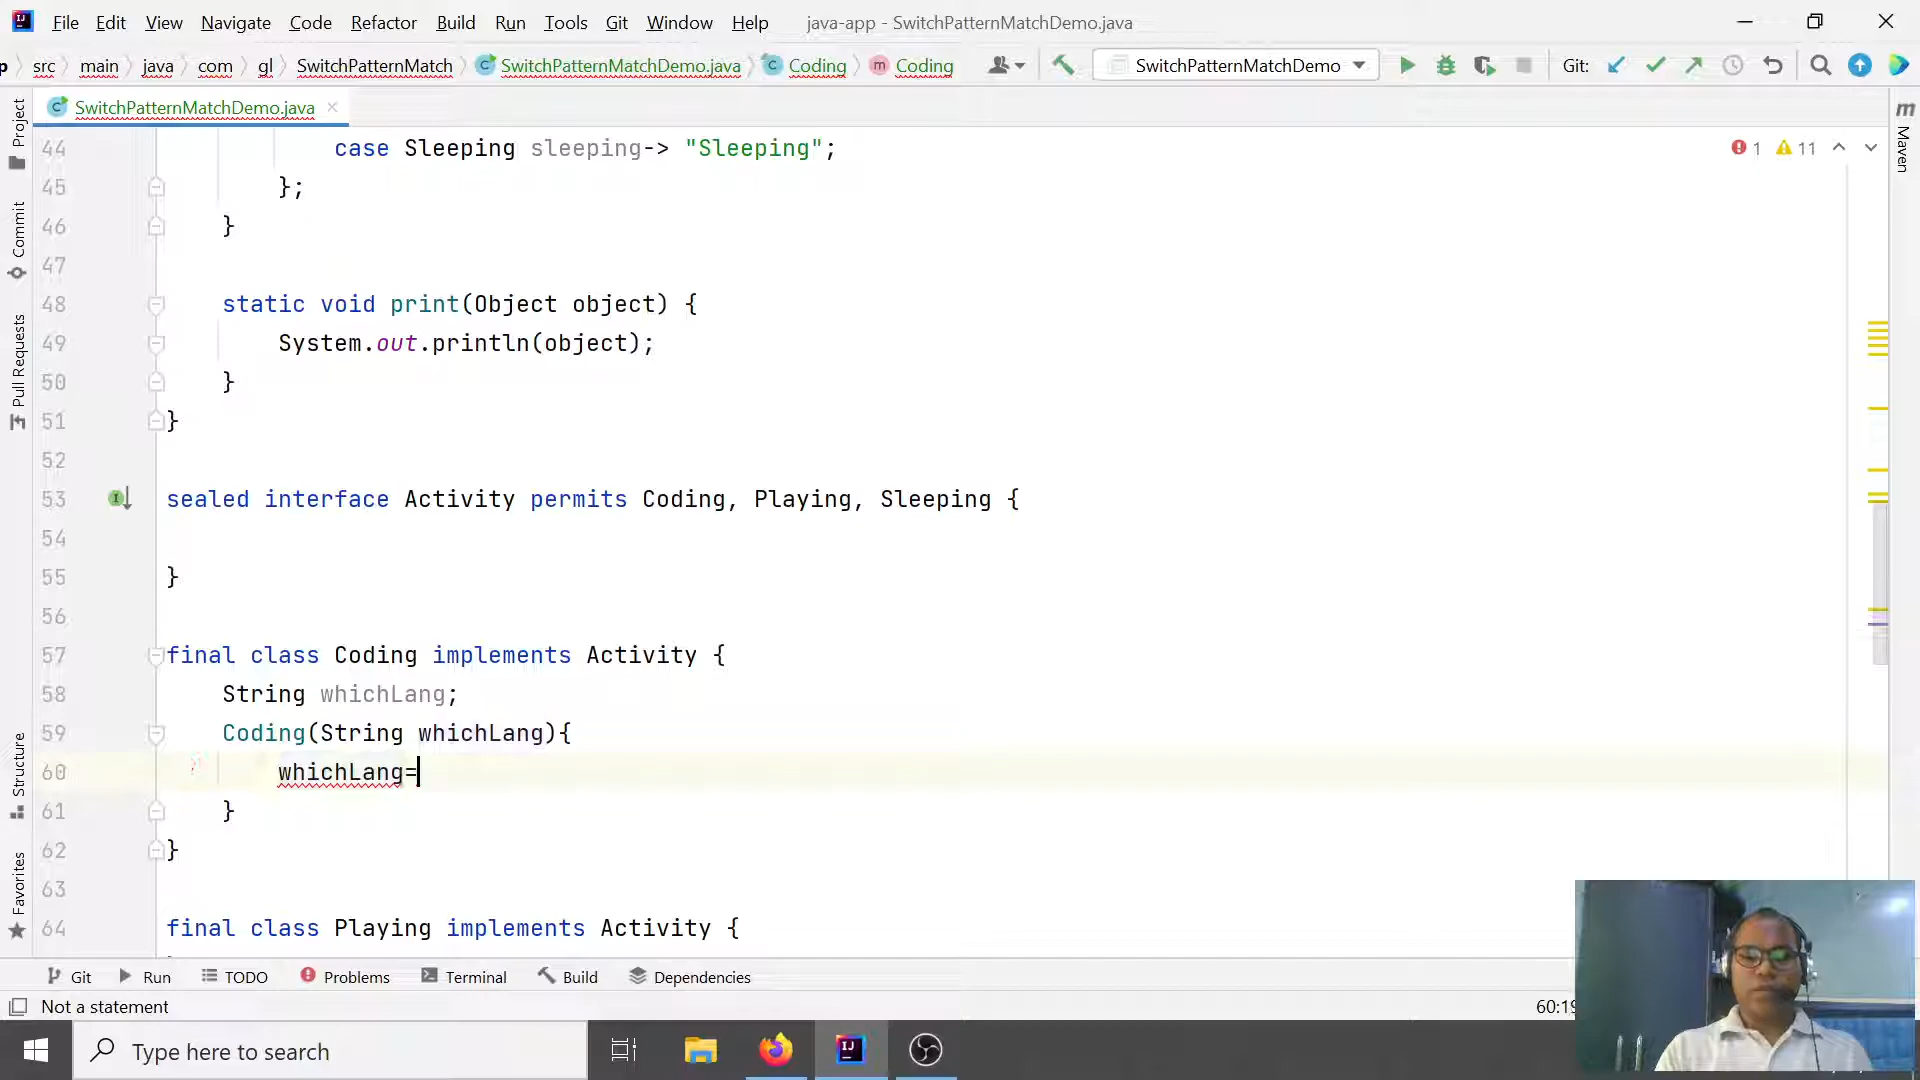 File Edit View Navigate Code Refactor Build Run Tools Git Window Help java-app - SwitchPatternMatchDemo.java
p src main java com gl SwitchPatternMatch SwitchPatternMatchDemo.java Coding Coding SwitchPatternMatchDemo Git:
SwitchPatternMatchDemo.java
Project
Commit
Pull Requests
Structure
Favorites
Maven
1 11
44 case Sleeping sleeping-> "Sleeping";
45 };
46 }
47
48 static void print(Object object) {
49 System.out.println(object);
50 }
51 }
52
53 sealed interface Activity permits Coding, Playing, Sleeping {
54
55 }
56
57 final class Coding implements Activity {
58 String whichLang;
59 Coding(String whichLang){
60 whichLang=
61 }
62 }
63
64 final class Playing implements Activity {
Git Run TODO Problems Terminal Build Dependencies
Not a statement 60:19
Type here to search